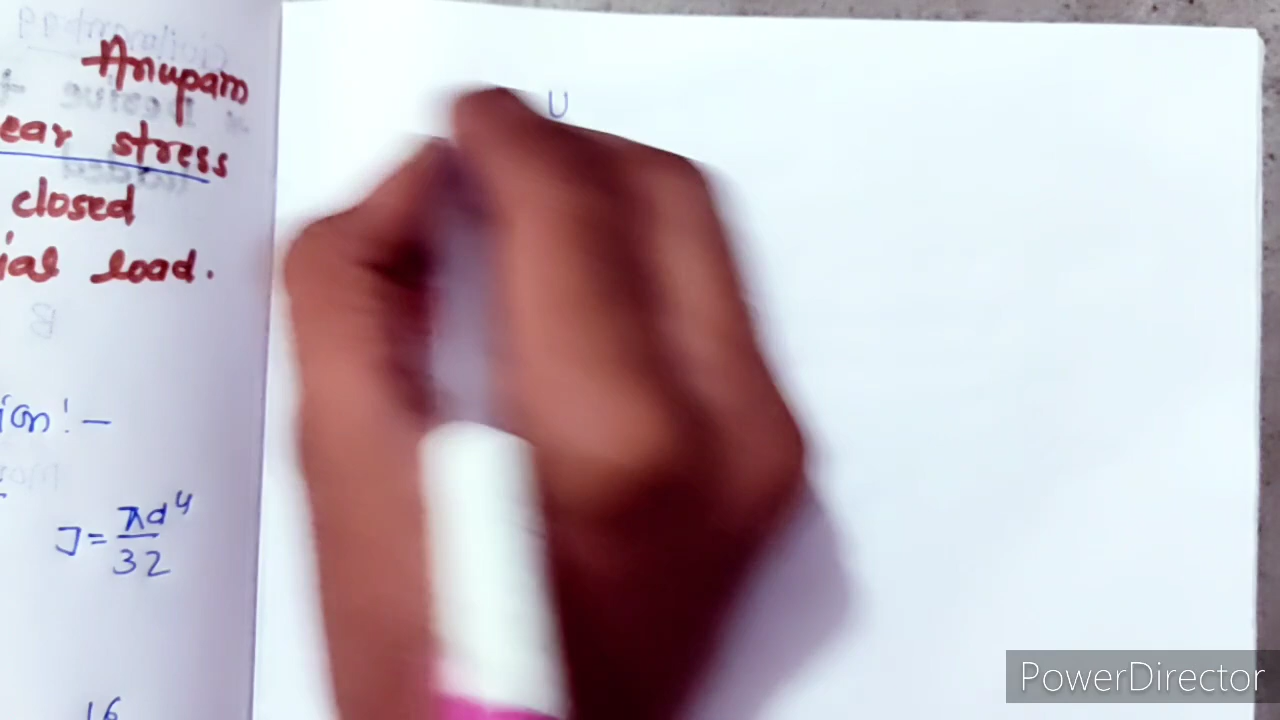 Anupam
ear stress
closed
ial load.
ion:-
J = πd⁴/32
16
U
PowerDirector